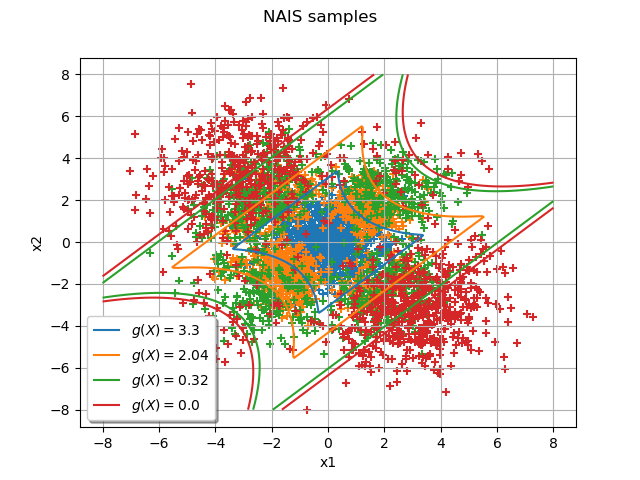 NAIS samples
x2
8
6
4
2
0
−2
−4
−6
−8
g(X) = 3.3
g(X) = 2.04
g(X) = 0.32
g(X) = 0.0
−8 −6 −4 −2 0 2 4 6 8
x1